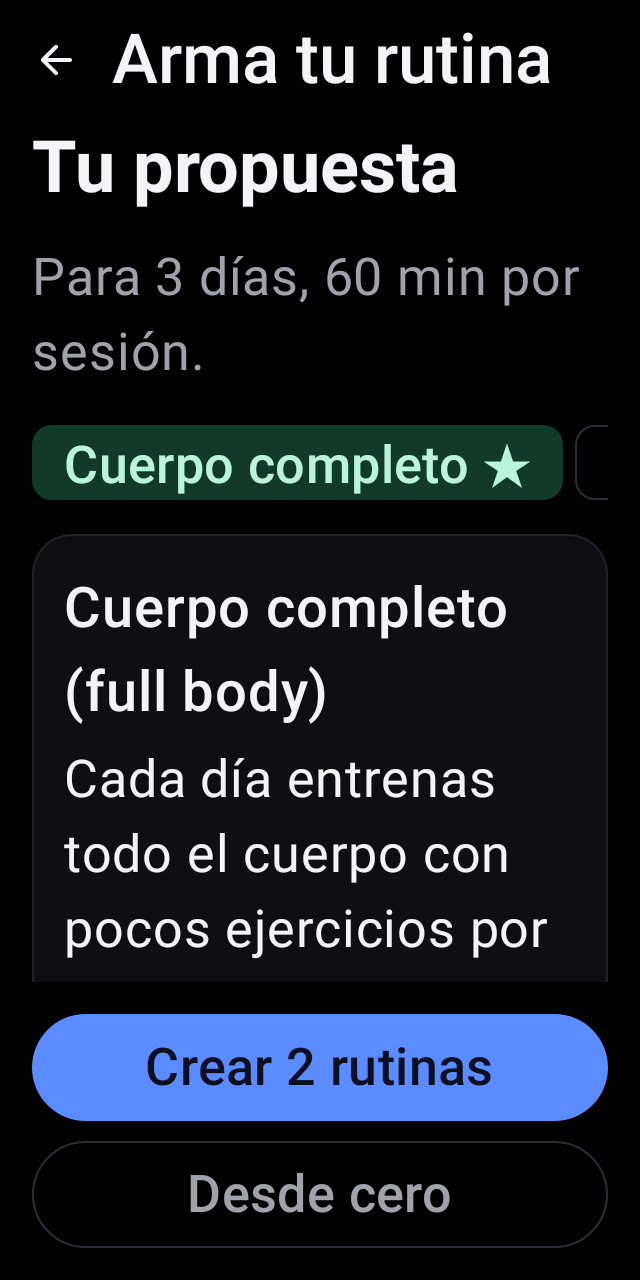 Arma tu rutina
Tu propuesta
Para 3 días, 60 min por
sesión.
Cuerpo completo ★
Cuerpo completo
(full body)
Cada día entrenas
todo el cuerpo con
pocos ejercicios por
Crear 2 rutinas
Desde cero